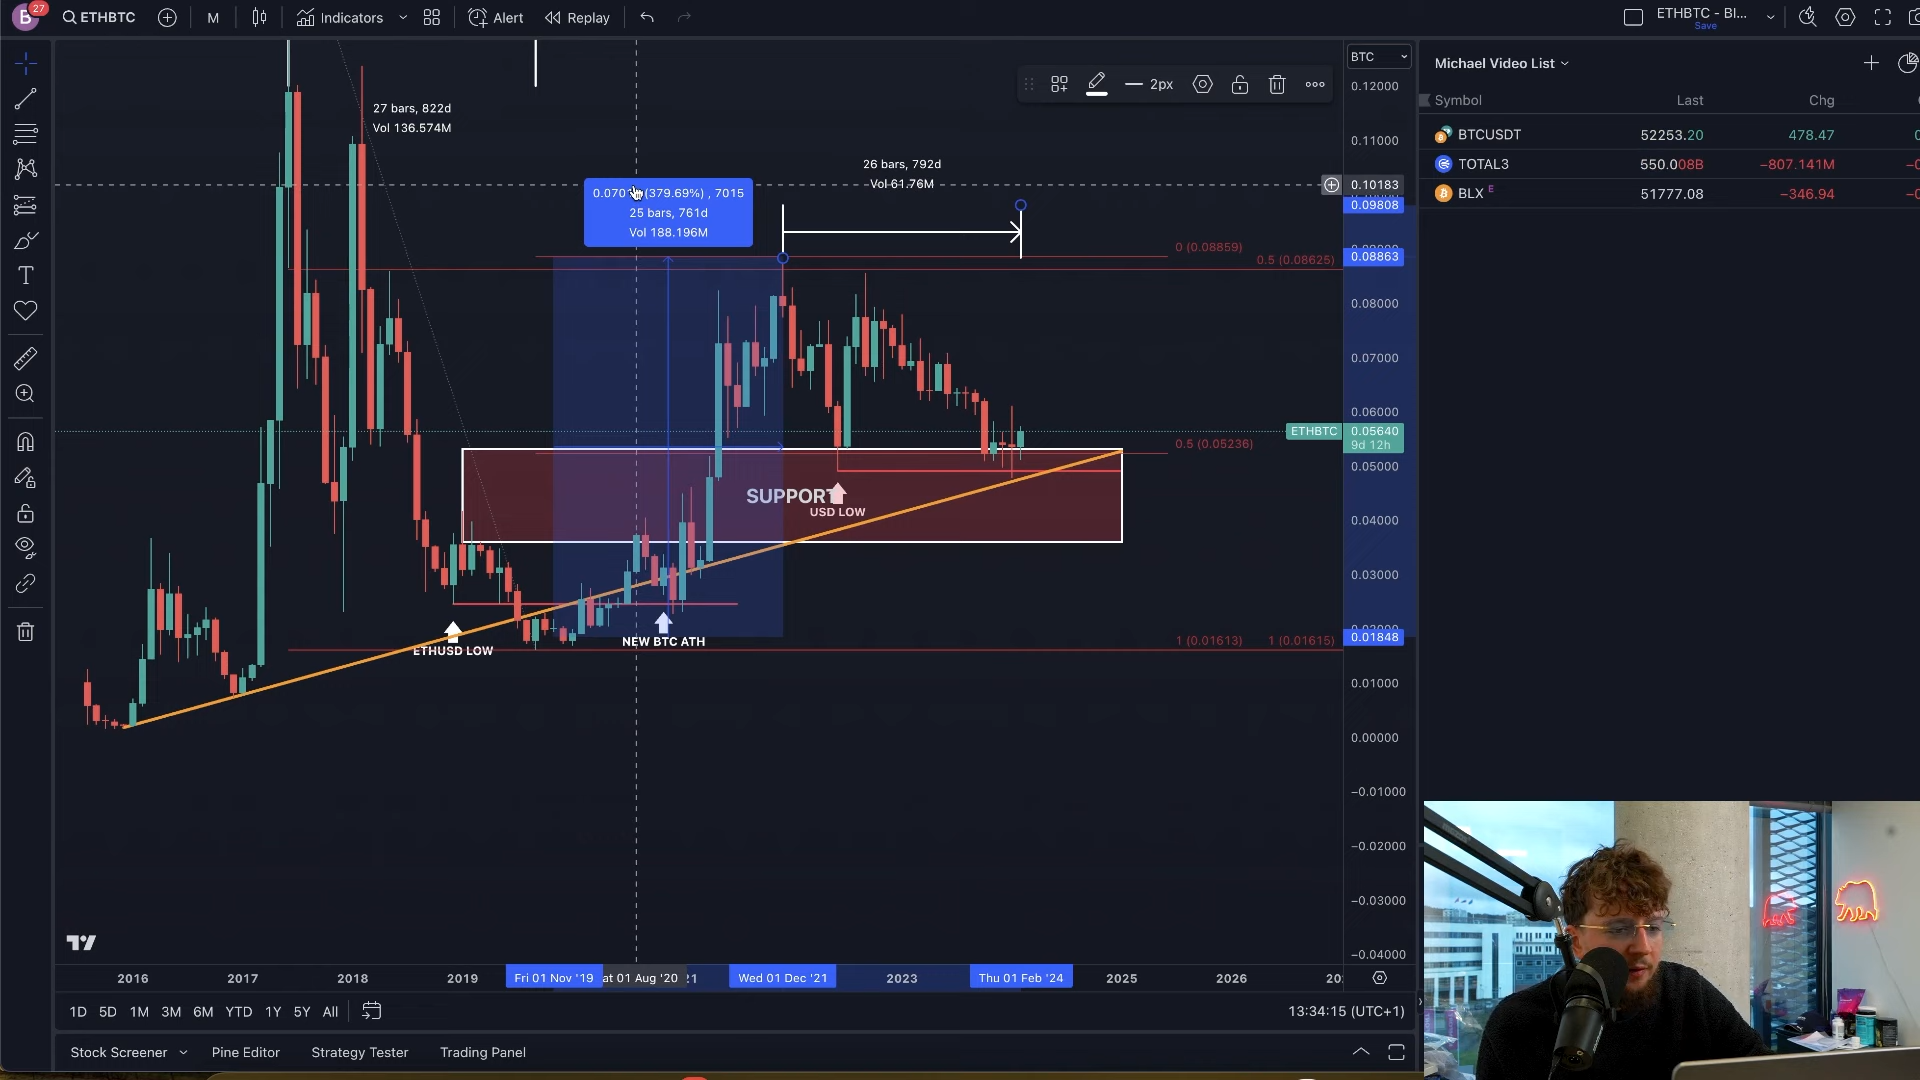 27
B
ETHBTC
M
Indicators
Alert
Replay
ETHBTC - BI...
Save
BTC
Michael Video List
Symbol
Last
Chg
BTCUSDT
52253.20
478.47
TOTAL3
550.008B
−807.141M
BLX E
51777.08
−346.94
2px
27 bars, 822d
Vol 136.574M
26 bars, 792d
Vol 61.76M
(379.69%) , 7015
25 bars, 761d
Vol 188.196M
0 (0.08859)
0.5 (0.08625)
0.5 (0.05236)
1 (0.01613)
1 (0.01615)
SUPPORT
USD LOW
ETHUSD LOW
NEW BTC ATH
0.12000
0.11000
0.10183
0.09808
0.08863
0.08000
0.07000
0.06000
ETHBTC
0.05640
9d 12h
0.05000
0.04000
0.03000
0.01848
0.01000
0.00000
−0.01000
−0.02000
−0.03000
−0.04000
2016
2017
2018
2019
Fri 01 Nov '19
at 01 Aug '20
Wed 01 Dec '21
2023
Thu 01 Feb '24
2025
2026
1D
5D
1M
3M
6M
YTD
1Y
5Y
All
13:34:15 (UTC+1)
Stock Screener
Pine Editor
Strategy Tester
Trading Panel